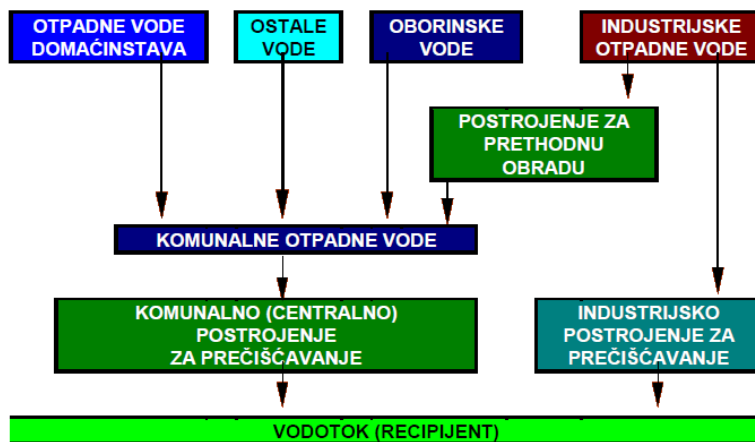 OTPADNE VODE
DOMAĆINSTAVA
OSTALE
VODE
OBORINSKE
VODE
INDUSTRIJSKE
OTPADNE VODE
POSTROJENJE ZA
PRETHODNU
OBRADU
KOMUNALNE OTPADNE VODE
KOMUNALNO (CENTRALNO)
POSTROJENJE
ZA PREČIŠĆAVANJE
INDUSTRIJSKO
POSTROJENJE ZA
PREČIŠĆAVANJE
VODOTOK (RECIPIJENT)